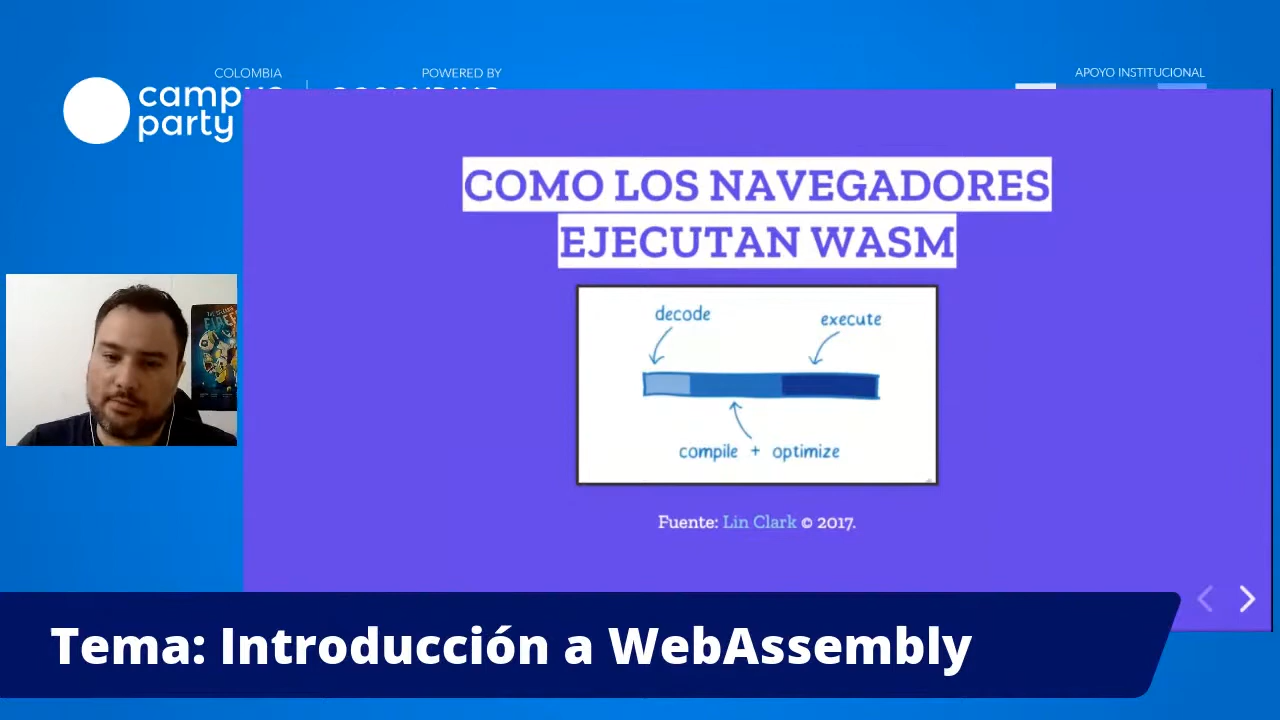 COLOMBIA
POWERED BY
APOYO INSTITUCIONAL
campus
party
COMO LOS NAVEGADORES
EJECUTAN WASM
decode
execute
compile + optimize
Fuente: Lin Clark © 2017.
Tema: Introducción a WebAssembly